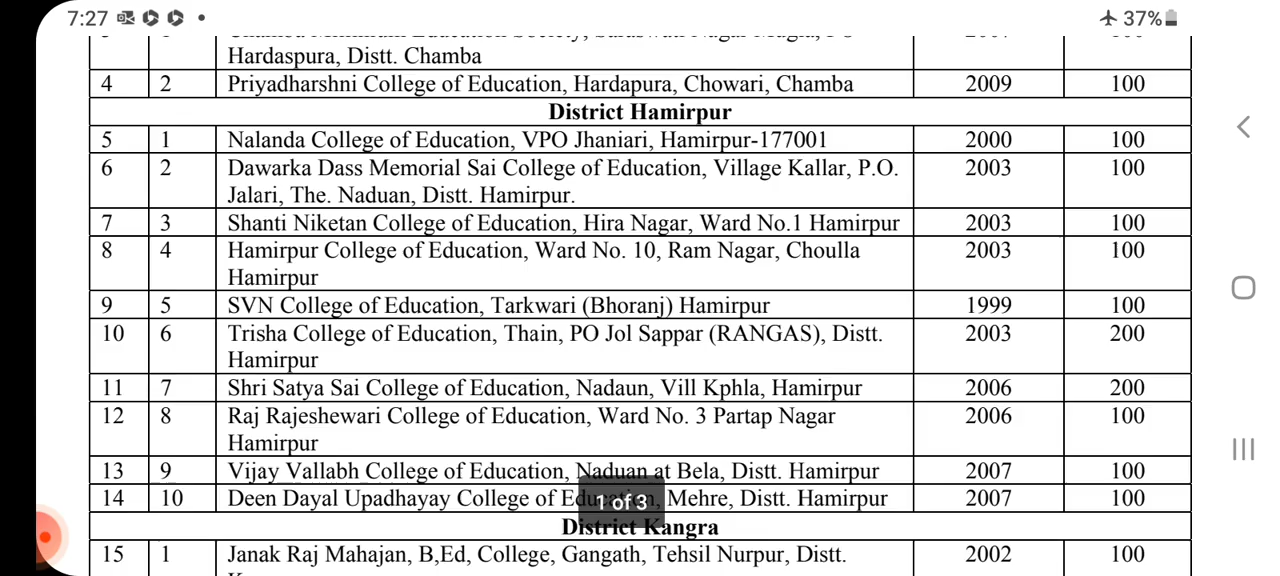 7:27
37%
Hardaspura, Distt. Chamba
4 2 Priyadharshni College of Education, Hardapura, Chowari, Chamba 2009 100
District Hamirpur
5 1 Nalanda College of Education, VPO Jhaniari, Hamirpur-177001 2000 100
6 2 Dawarka Dass Memorial Sai College of Education, Village Kallar, P.O. 2003 100
Jalari, The. Naduan, Distt. Hamirpur.
7 3 Shanti Niketan College of Education, Hira Nagar, Ward No.1 Hamirpur 2003 100
8 4 Hamirpur College of Education, Ward No. 10, Ram Nagar, Choulla 2003 100
Hamirpur
9 5 SVN College of Education, Tarkwari (Bhoranj) Hamirpur 1999 100
10 6 Trisha College of Education, Thain, PO Jol Sappar (RANGAS), Distt. 2003 200
Hamirpur
11 7 Shri Satya Sai College of Education, Nadaun, Vill Kphla, Hamirpur 2006 200
12 8 Raj Rajeshewari College of Education, Ward No. 3 Partap Nagar 2006 100
Hamirpur
13 9 Vijay Vallabh College of Education, Naduan at Bela, Distt. Hamirpur 2007 100
14 10 Deen Dayal Upadhayay College of Education, Mehre, Distt. Hamirpur 2007 100
1 of 3
District Kangra
15 1 Janak Raj Mahajan, B,Ed, College, Gangath, Tehsil Nurpur, Distt. 2002 100